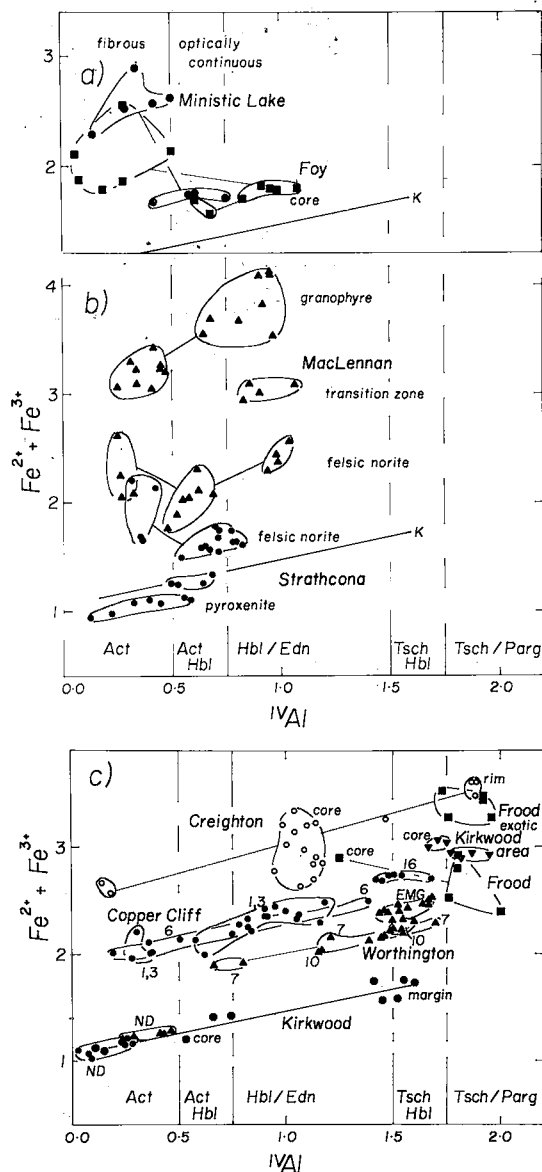 a)
fibrous
optically
continuous
3
Ministic Lake
2
Foy
core
K
1
b)
4
granophyre
MacLennan
3
transition zone
felsic norite
2
felsic norite
K
Strathcona
1
pyroxenite
Fe2+ + Fe3+
Act
Act
Hbl
Hbl / Edn
Tsch
Hbl
Tsch / Parg
0.0
0.5
1.0
1.5
2.0
IVAl
c)
rim
Creighton
core
Frood
exotic
3
core
core
Kirkwood
area
16
Frood
Copper Cliff
6
EMG
6
7
7
2
1,3
10
10
7
Worthington
1,3
margin
ND
Kirkwood
core
1
ND
Fe2+ + Fe3+
Act
Act
Hbl
Hbl / Edn
Tsch
Hbl
Tsch / Parg
0.0
0.5
1.0
1.5
2.0
IVAl